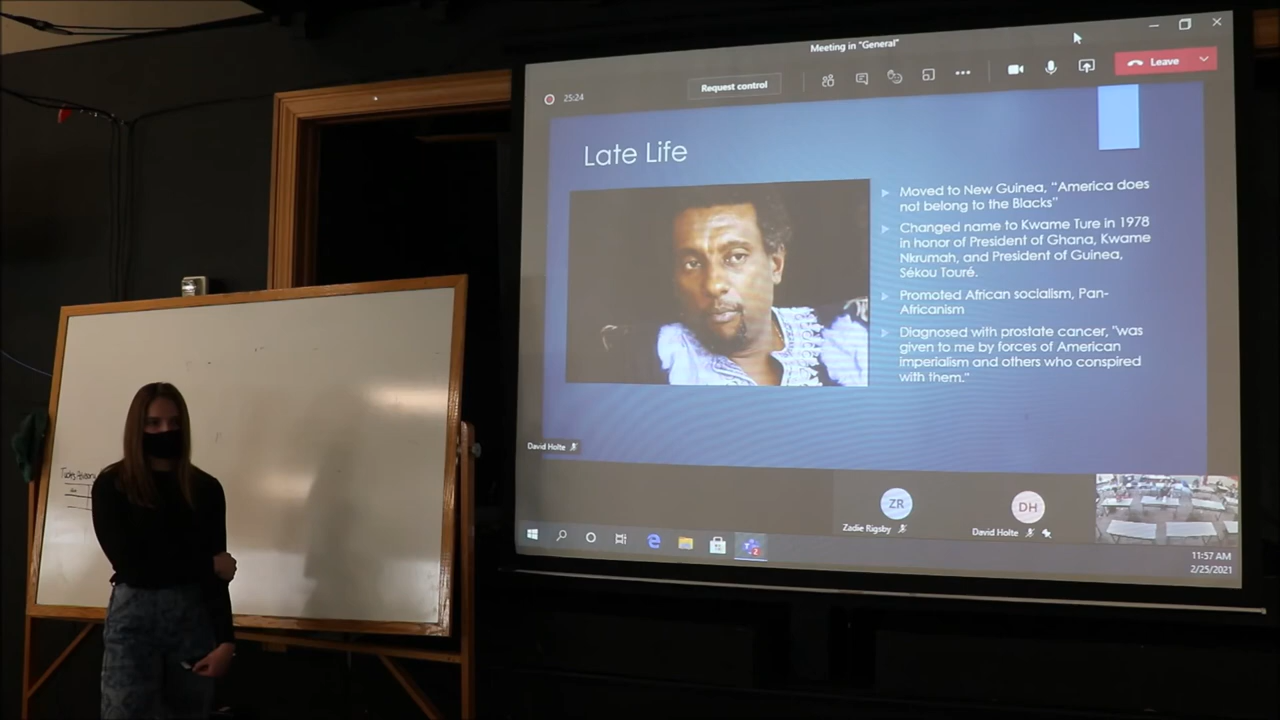 Meeting in "General"
Request control
Leave
25:24
Late Life
Moved to New Guinea, "America does
not belong to the Blacks"
Changed name to Kwame Ture in 1978
in honor of President of Ghana, Kwame
Nkrumah, and President of Guinea,
Sékou Touré.
Promoted African socialism, Pan-
Africanism
Diagnosed with prostate cancer, "was
given to me by forces of American
imperialism and others who conspired
with them."
David Holte
ZR
Zadie Rigsby
DH
David Holte
11:57 AM
2/25/2021